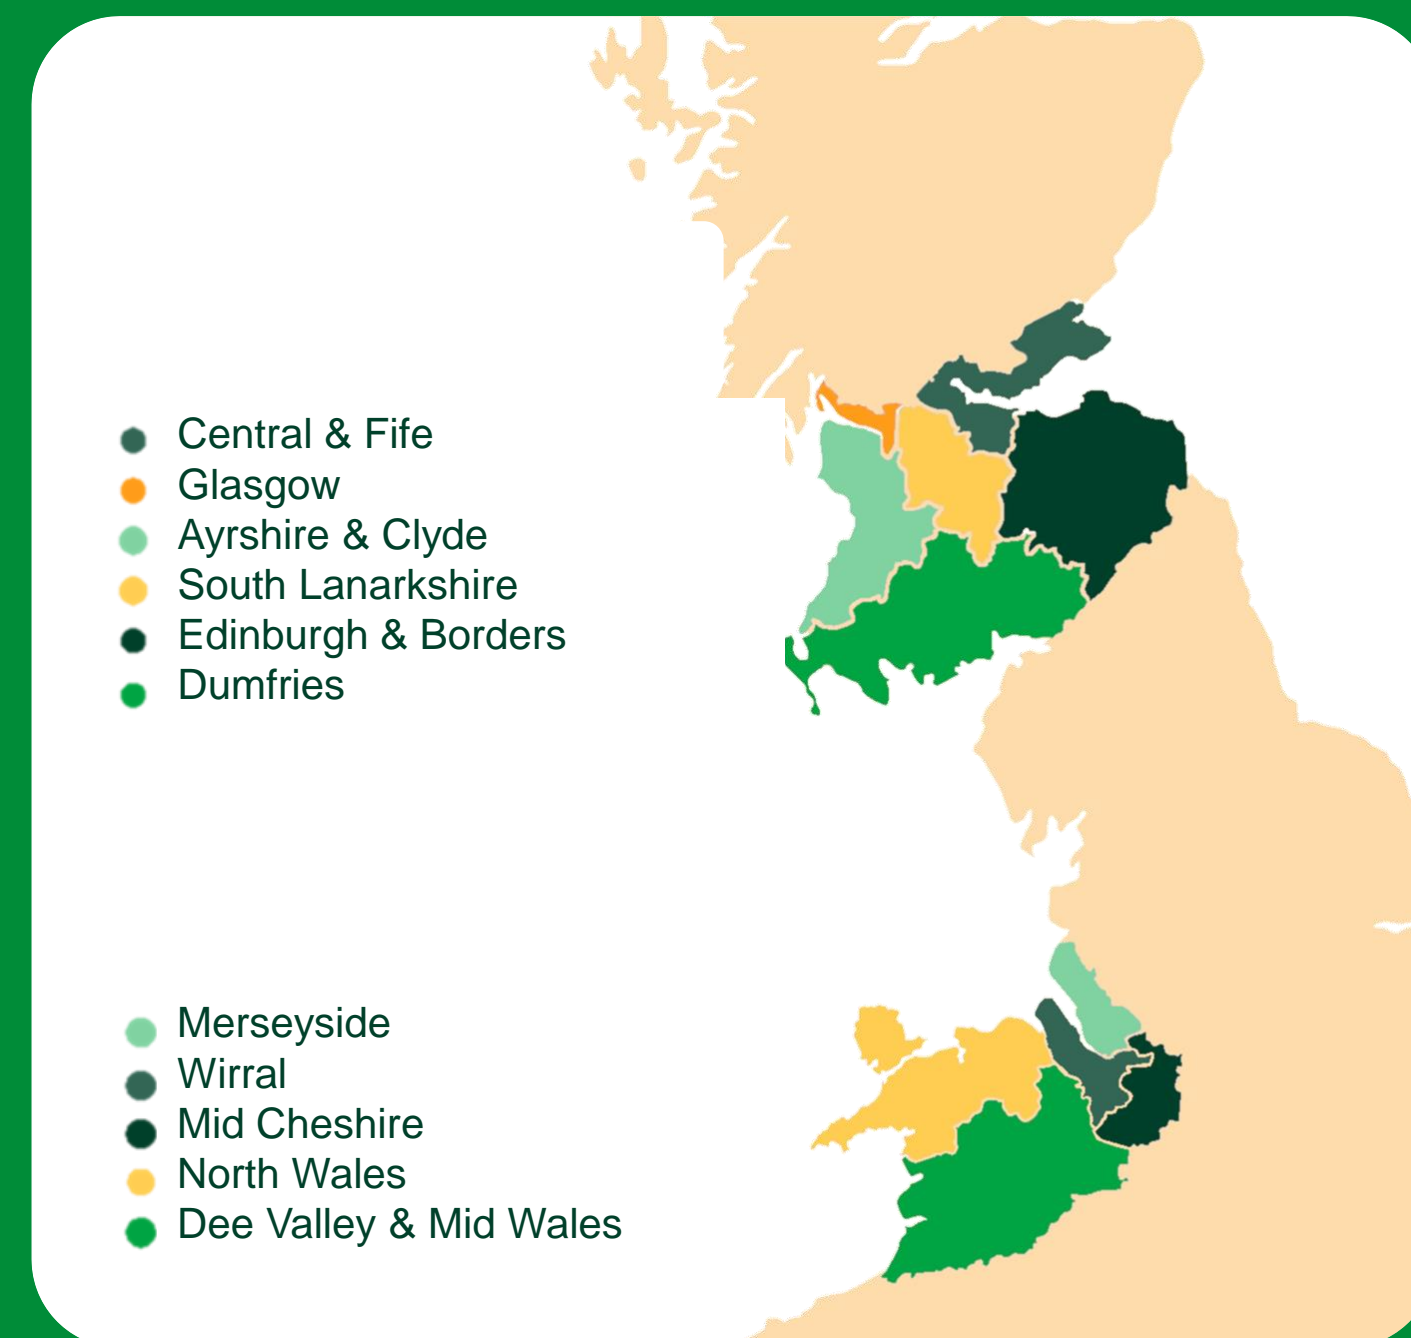 Central & Fife
Glasgow
Ayrshire & Clyde
South Lanarkshire
Edinburgh & Borders
Dumfries
Merseyside
Wirral
Mid Cheshire
North Wales
Dee Valley & Mid Wales